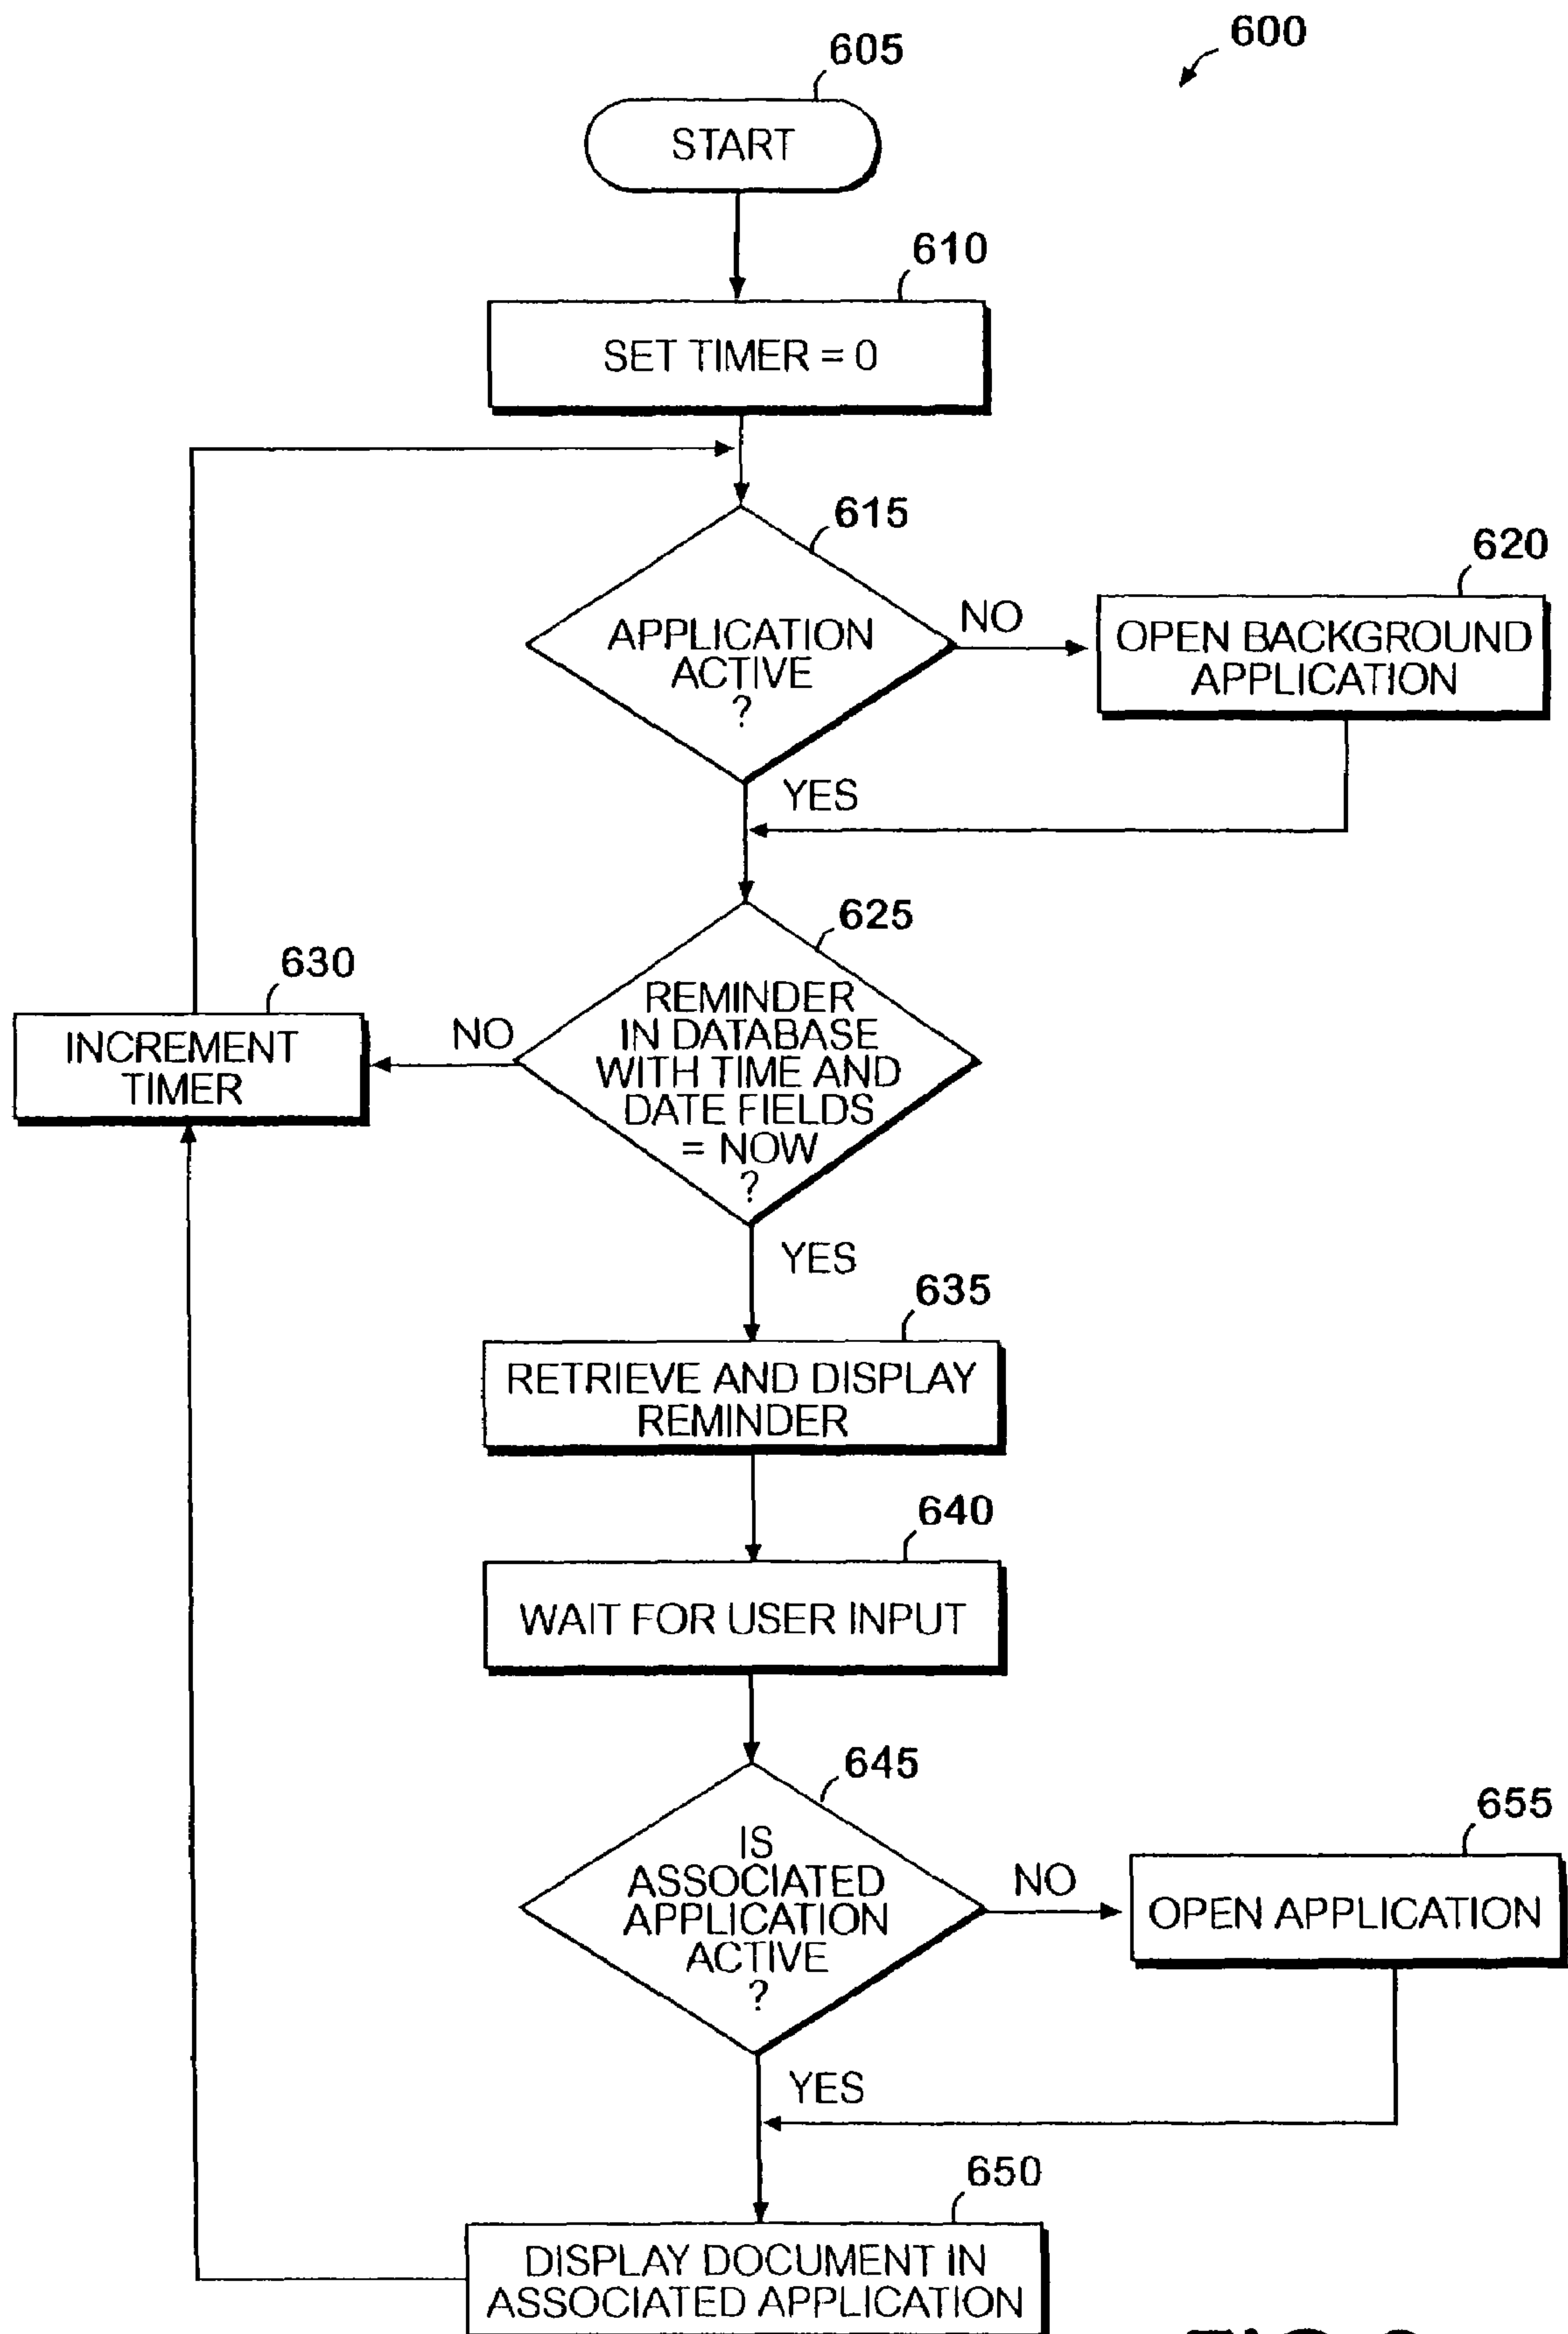 600
605
START
610
SET TIMER = 0
615
APPLICATION
ACTIVE
?
NO
620
OPEN BACKGROUND
APPLICATION
YES
625
REMINDER
IN DATABASE
WITH TIME AND
DATE FIELDS
= NOW
?
NO
630
INCREMENT
TIMER
YES
635
RETRIEVE AND DISPLAY
REMINDER
640
WAIT FOR USER INPUT
645
IS
ASSOCIATED
APPLICATION
ACTIVE
?
NO
655
OPEN APPLICATION
YES
650
DISPLAY DOCUMENT IN
ASSOCIATED APPLICATION